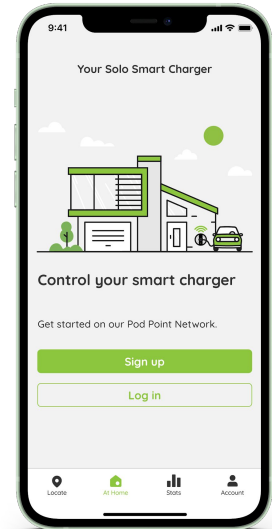 9:41
Your Solo Smart Charger
Control your smart charger
Get started on our Pod Point Network.
Sign up
Log in
Locate
At Home
Stats
Account